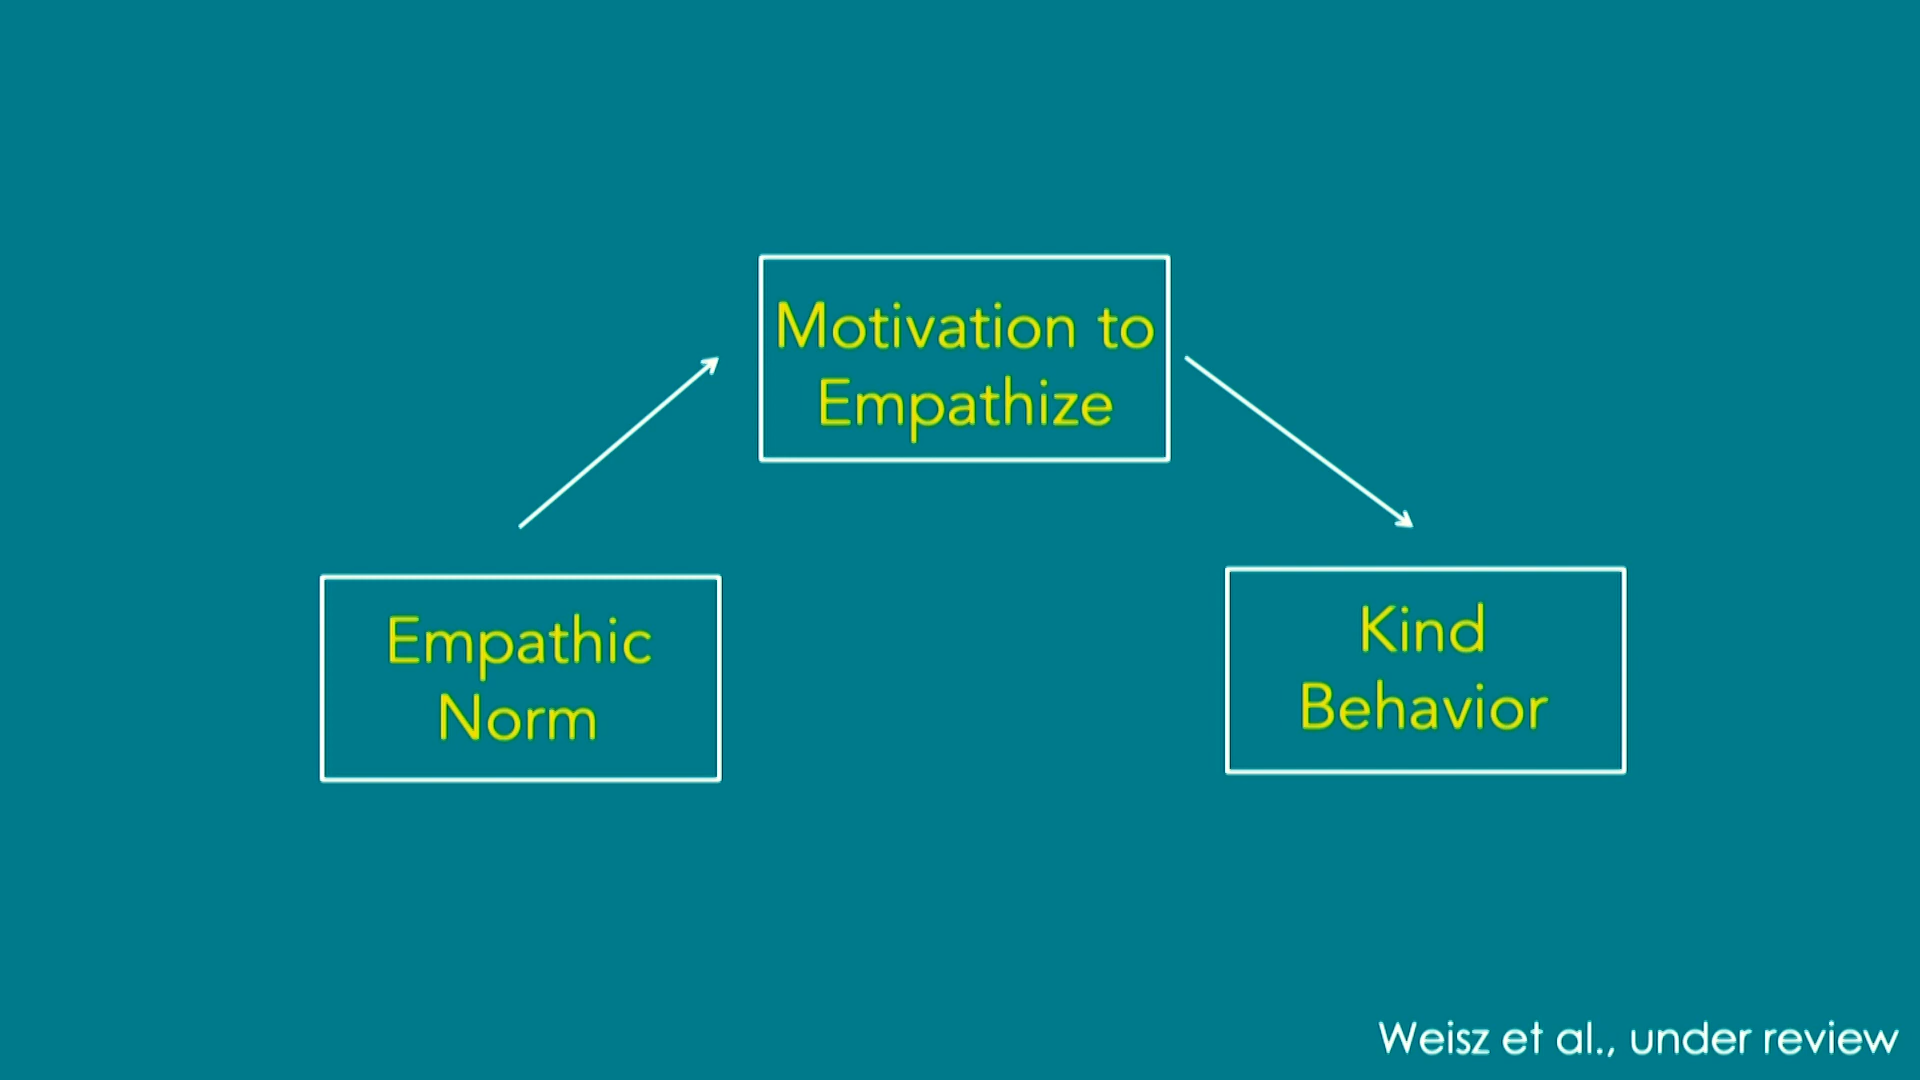 Motivation to
Empathize
Empathic
Norm
Kind
Behavior
Weisz et al., under review